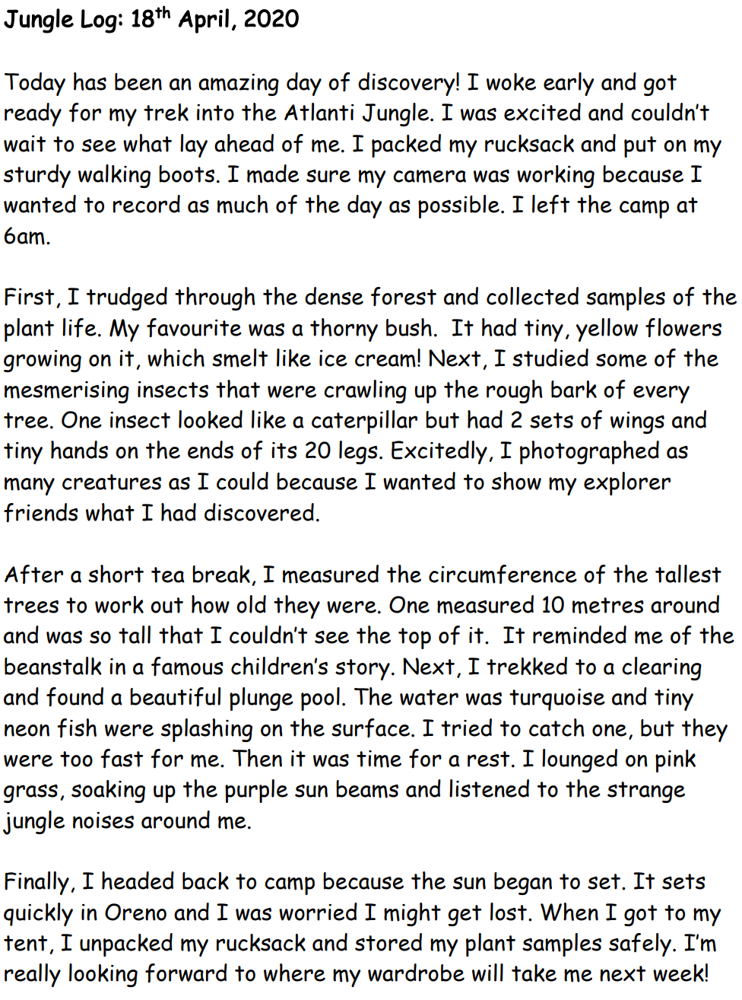 Jungle Log: 18th April, 2020
Today has been an amazing day of discovery! I woke early and got
ready for my trek into the Atlanti Jungle. I was excited and couldn't
wait to see what lay ahead of me. I packed my rucksack and put on my
sturdy walking boots. I made sure my camera was working because I
wanted to record as much of the day as possible. I left the camp at
6am.
First, I trudged through the dense forest and collected samples of the
plant life. My favourite was a thorny bush.  It had tiny, yellow flowers
growing on it, which smelt like ice cream! Next, I studied some of the
mesmerising insects that were crawling up the rough bark of every
tree. One insect looked like a caterpillar but had 2 sets of wings and
tiny hands on the ends of its 20 legs. Excitedly, I photographed as
many creatures as I could because I wanted to show my explorer
friends what I had discovered.
After a short tea break, I measured the circumference of the tallest
trees to work out how old they were. One measured 10 metres around
and was so tall that I couldn't see the top of it.  It reminded me of the
beanstalk in a famous children's story. Next, I trekked to a clearing
and found a beautiful plunge pool. The water was turquoise and tiny
neon fish were splashing on the surface. I tried to catch one, but they
were too fast for me. Then it was time for a rest. I lounged on pink
grass, soaking up the purple sun beams and listened to the strange
jungle noises around me.
Finally, I headed back to camp because the sun began to set. It sets
quickly in Oreno and I was worried I might get lost. When I got to my
tent, I unpacked my rucksack and stored my plant samples safely. I'm
really looking forward to where my wardrobe will take me next week!